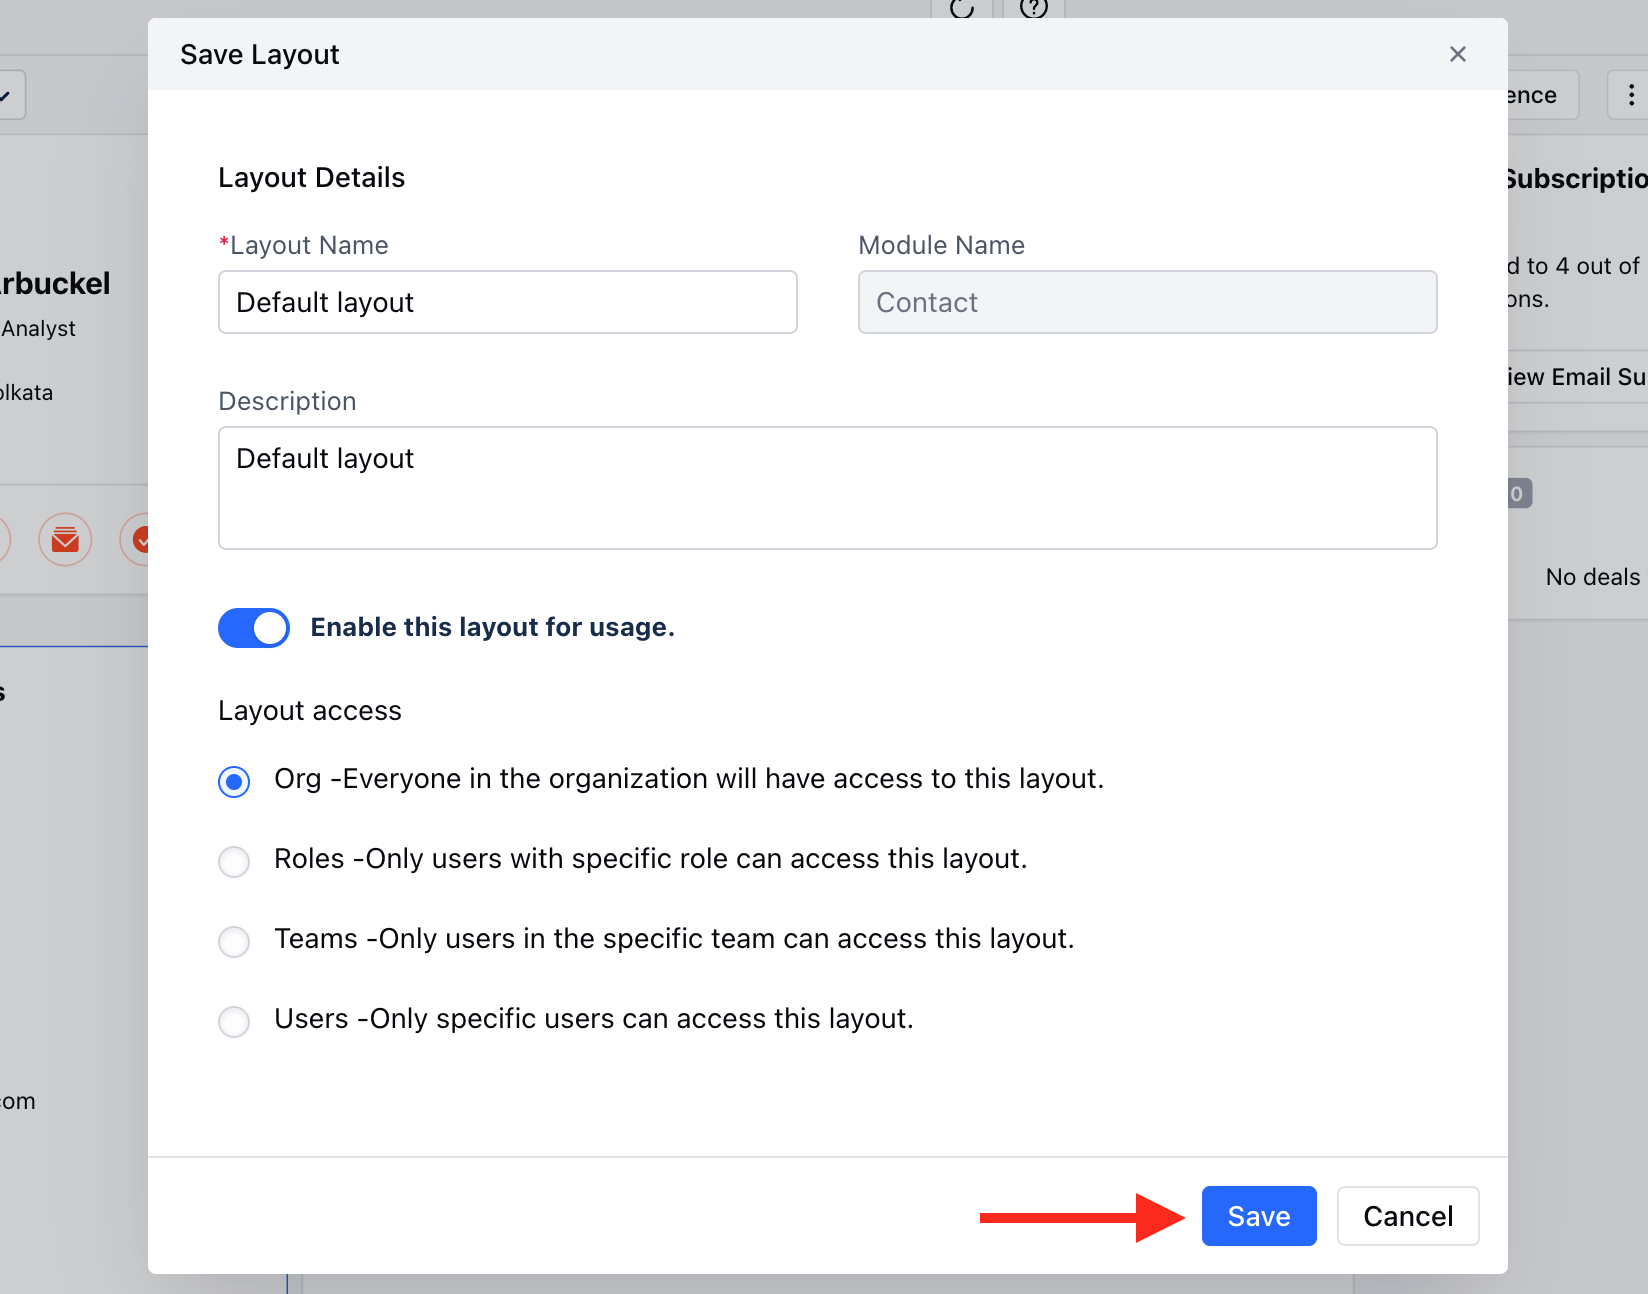 Save Layout
ence
Layout Details
Subscriptio
*Layout Name
Module Name
rbuckel
Default layout
Contact
d to 4 out of
ons.
Analyst
olkata
iew Email Su
Description
Default layout
0
No deals
Enable this layout for usage.
s
Layout access
Org -Everyone in the organization will have access to this layout.
Roles -Only users with specific role can access this layout.
Teams -Only users in the specific team can access this layout.
Users -Only specific users can access this layout.
com
Save
Cancel